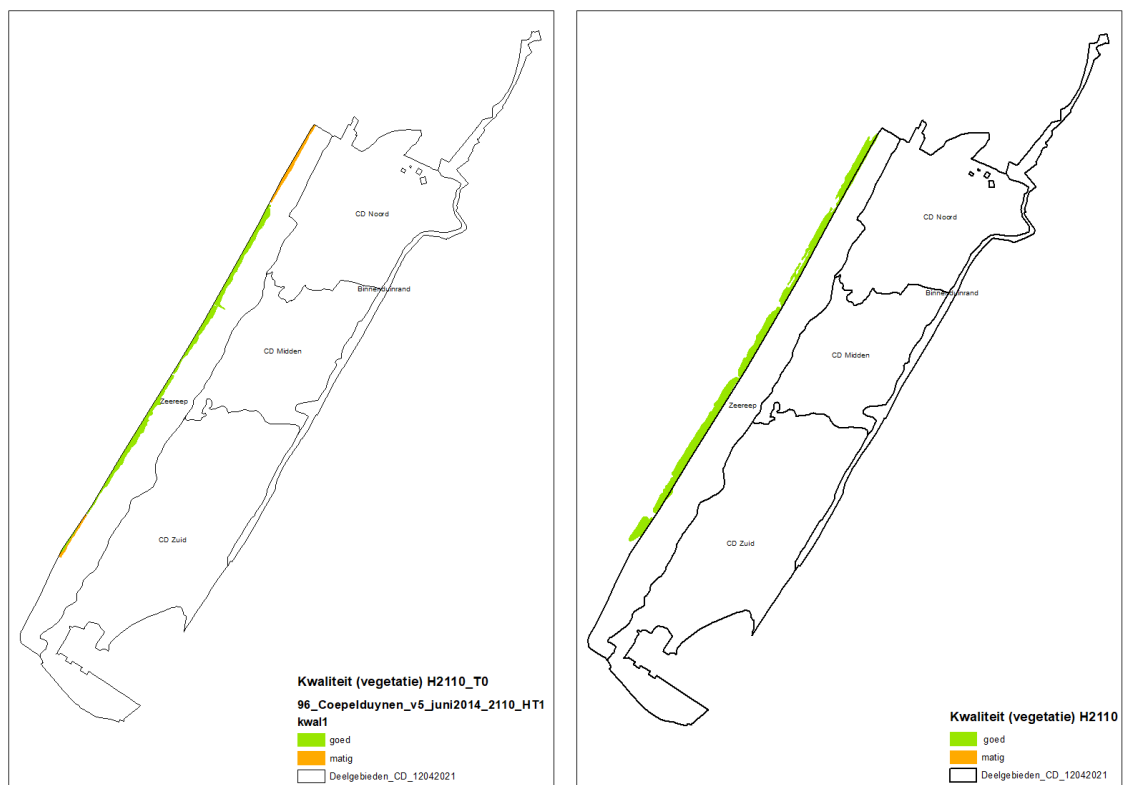 CD Noord
Binnenduinrand
CD Midden
Zeereep
CD Zuid
Kwaliteit (vegetatie) H2110_T0
96_Coepelduynen_v5_juni2014_2110_HT1
kwal1
goed
matig
Deelgebieden_CD_12042021
CD Noord
Binnenduinrand
CD Midden
Zeereep
CD Zuid
Kwaliteit (vegetatie) H2110
goed
matig
Deelgebieden_CD_12042021